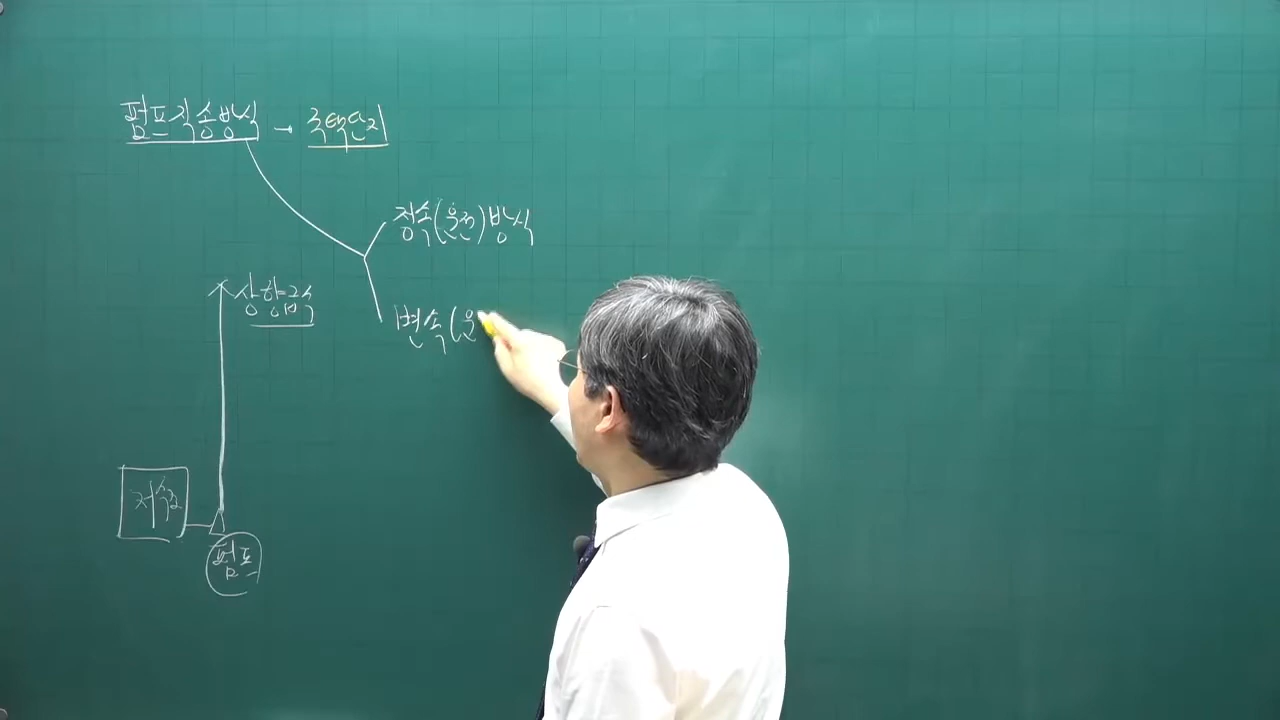 펌프직송방식 → 주택단지
정속(운전)방식
상향급식
변속(운
저수조
펌프